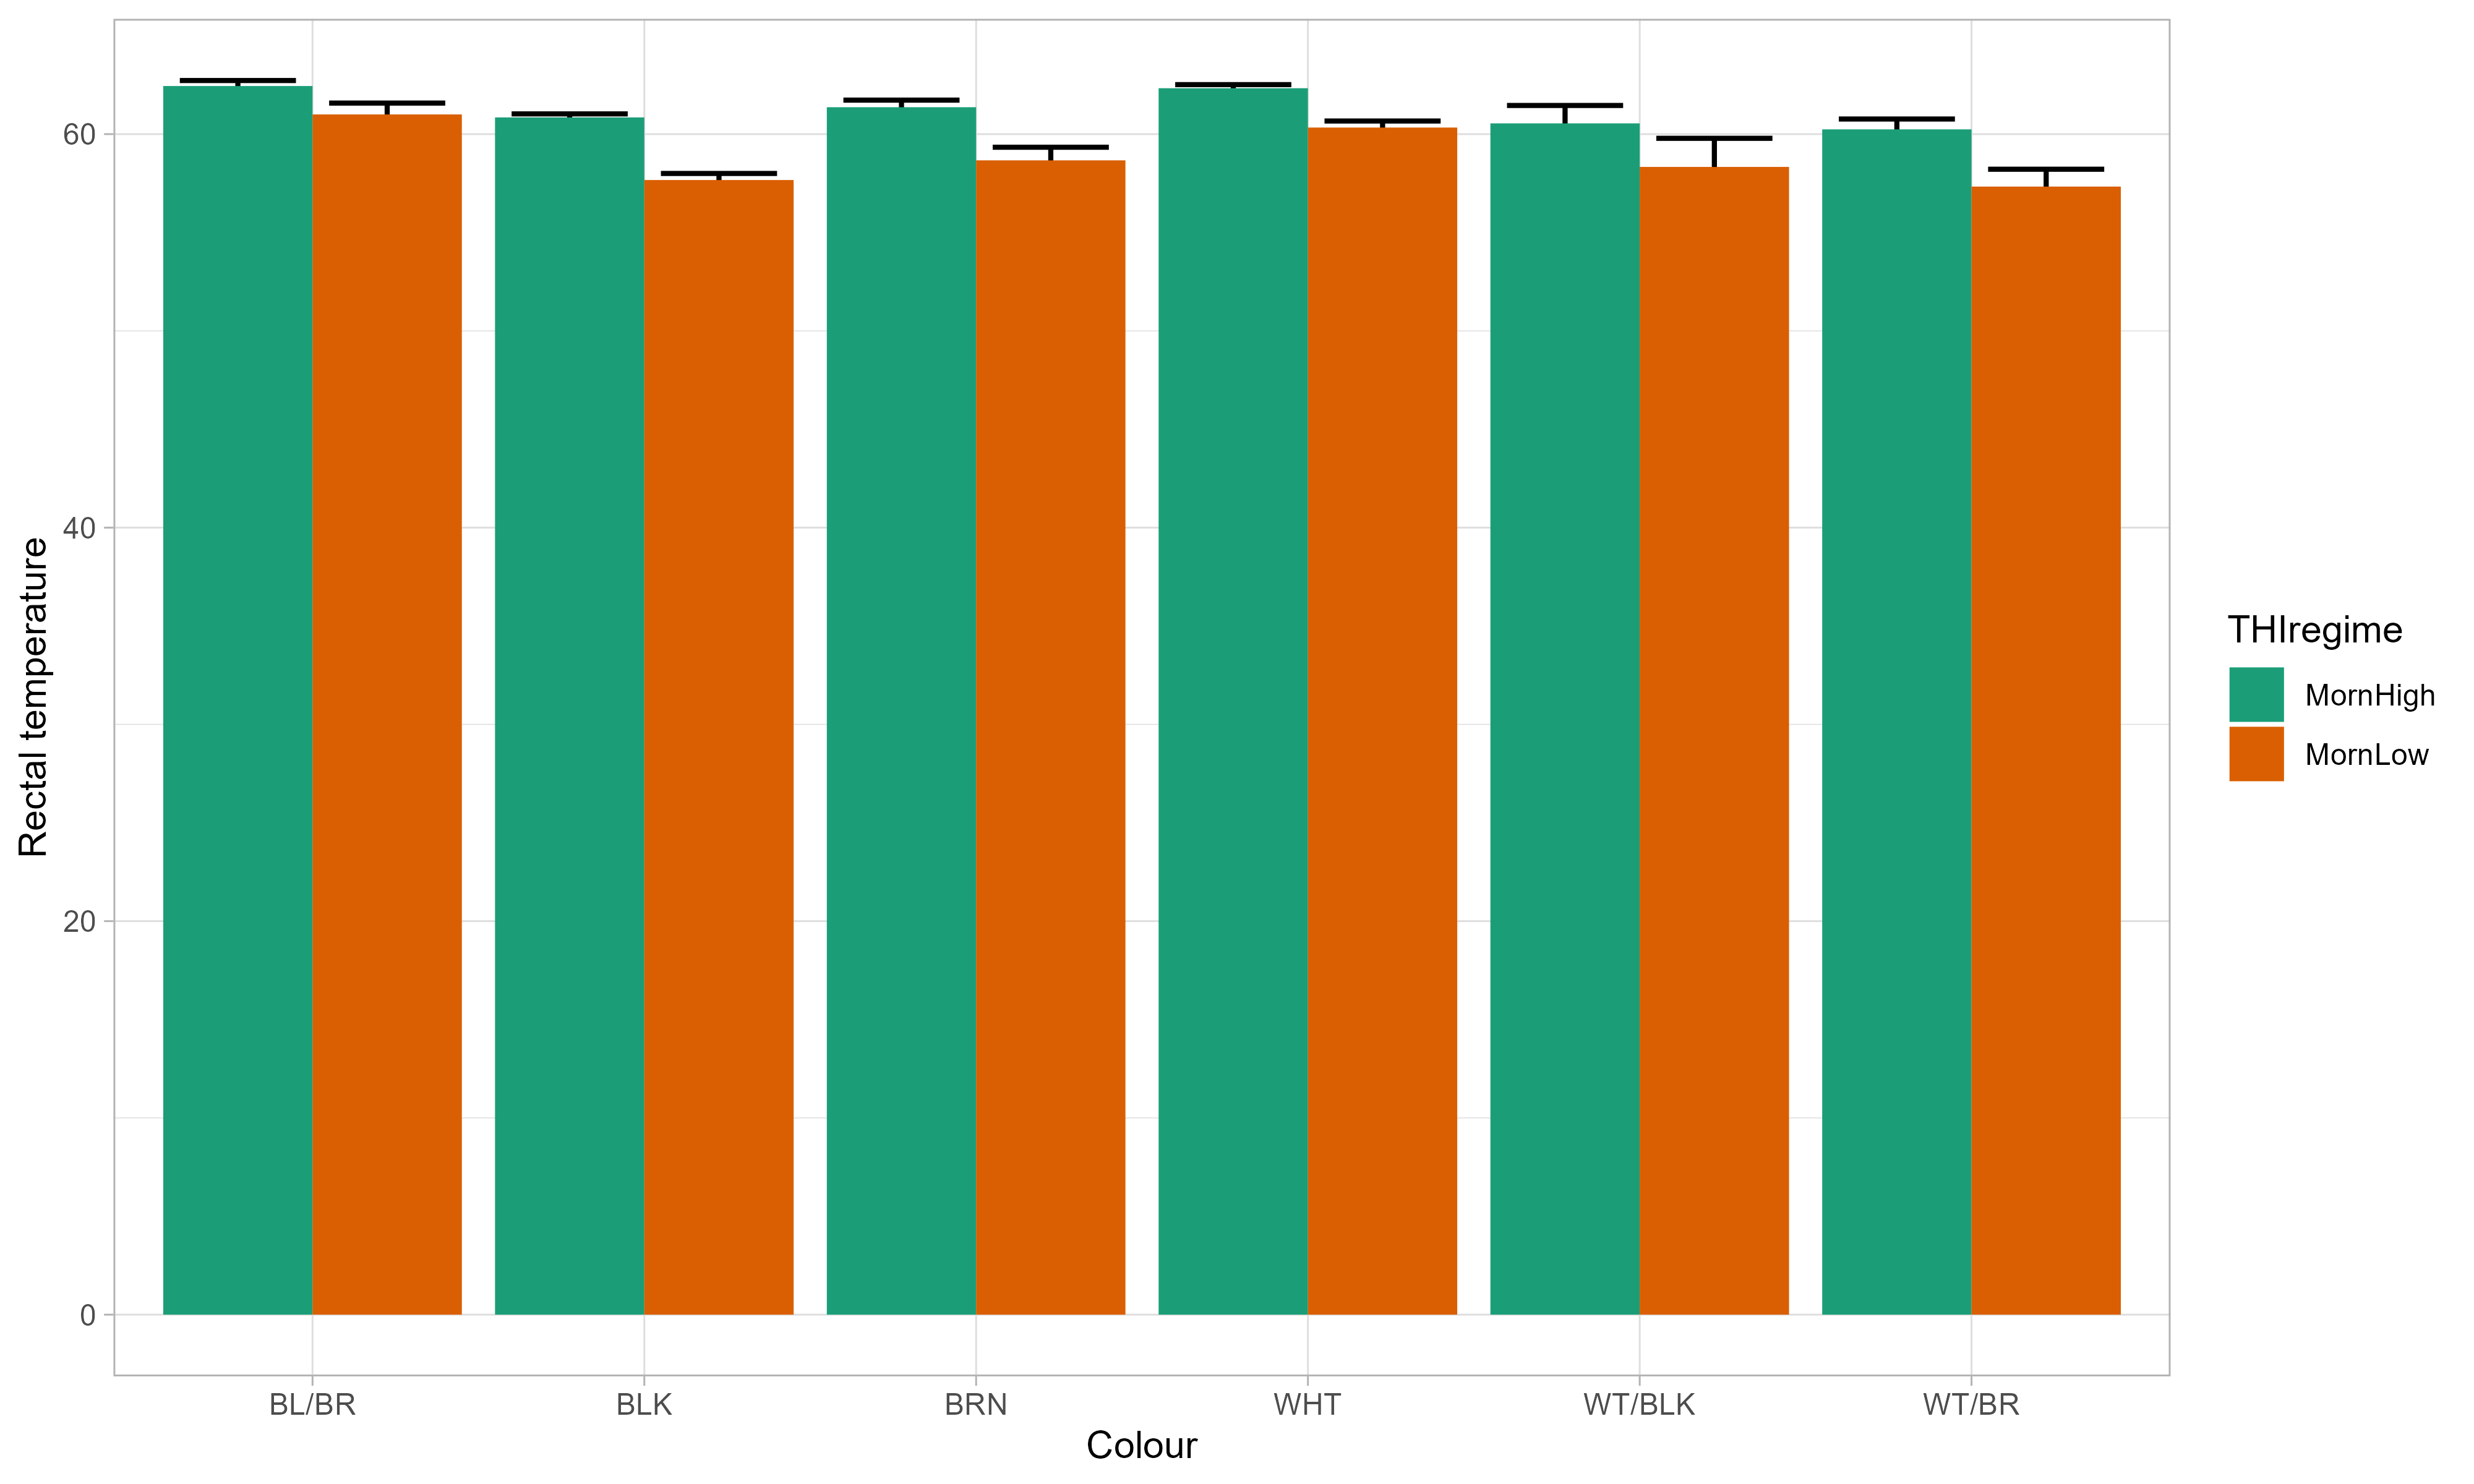 Rectal temperature
60
40
20
0
BL/BR BLK BRN WHT WT/BLK WT/BR
Colour
THIregime
MornHigh
MornLow